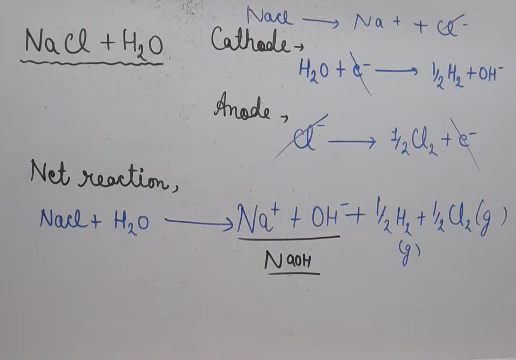 NaCl + H₂O
Nacl → Na⁺ + Cl⁻
Cathode →
H₂O + e⁻ → ½H₂ + OH⁻
Anode,
Cl⁻ → ½Cl₂ + e⁻
Net reaction,
Nacl + H₂O → Na⁺ + OH⁻ + ½H₂ + ½Cl₂(g)
(g)
NaOH